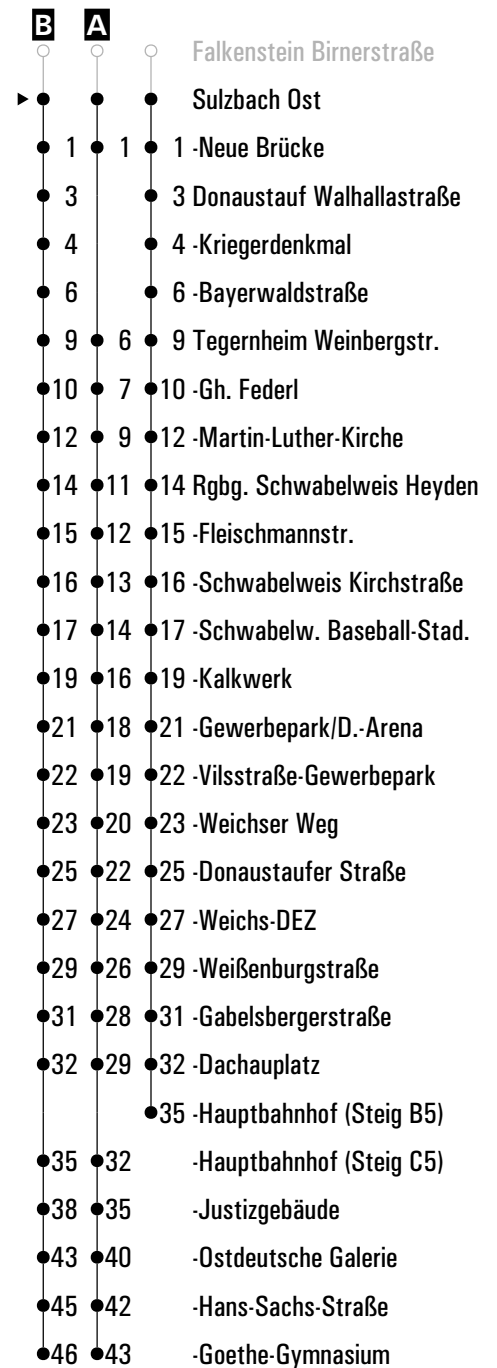 B A
Falkenstein Birnerstraße
Sulzbach Ost
1 1 1 -Neue Brücke
3 3 Donaustauf Walhallastraße
4 4 -Kriegerdenkmal
6 6 -Bayerwaldstraße
9 6 9 Tegernheim Weinbergstr.
10 7 10 -Gh. Federl
12 9 12 -Martin-Luther-Kirche
14 11 14 Rgbg. Schwabelweis Heyden
15 12 15 -Fleischmannstr.
16 13 16 -Schwabelweis Kirchstraße
17 14 17 -Schwabelw. Baseball-Stad.
19 16 19 -Kalkwerk
21 18 21 -Gewerbepark/D.-Arena
22 19 22 -Vilsstraße-Gewerbepark
23 20 23 -Weichser Weg
25 22 25 -Donaustaufer Straße
27 24 27 -Weichs-DEZ
29 26 29 -Weißenburgstraße
31 28 31 -Gabelsbergerstraße
32 29 32 -Dachauplatz
35 -Hauptbahnhof (Steig B5)
35 32 -Hauptbahnhof (Steig C5)
38 35 -Justizgebäude
43 40 -Ostdeutsche Galerie
45 42 -Hans-Sachs-Straße
46 43 -Goethe-Gymnasium